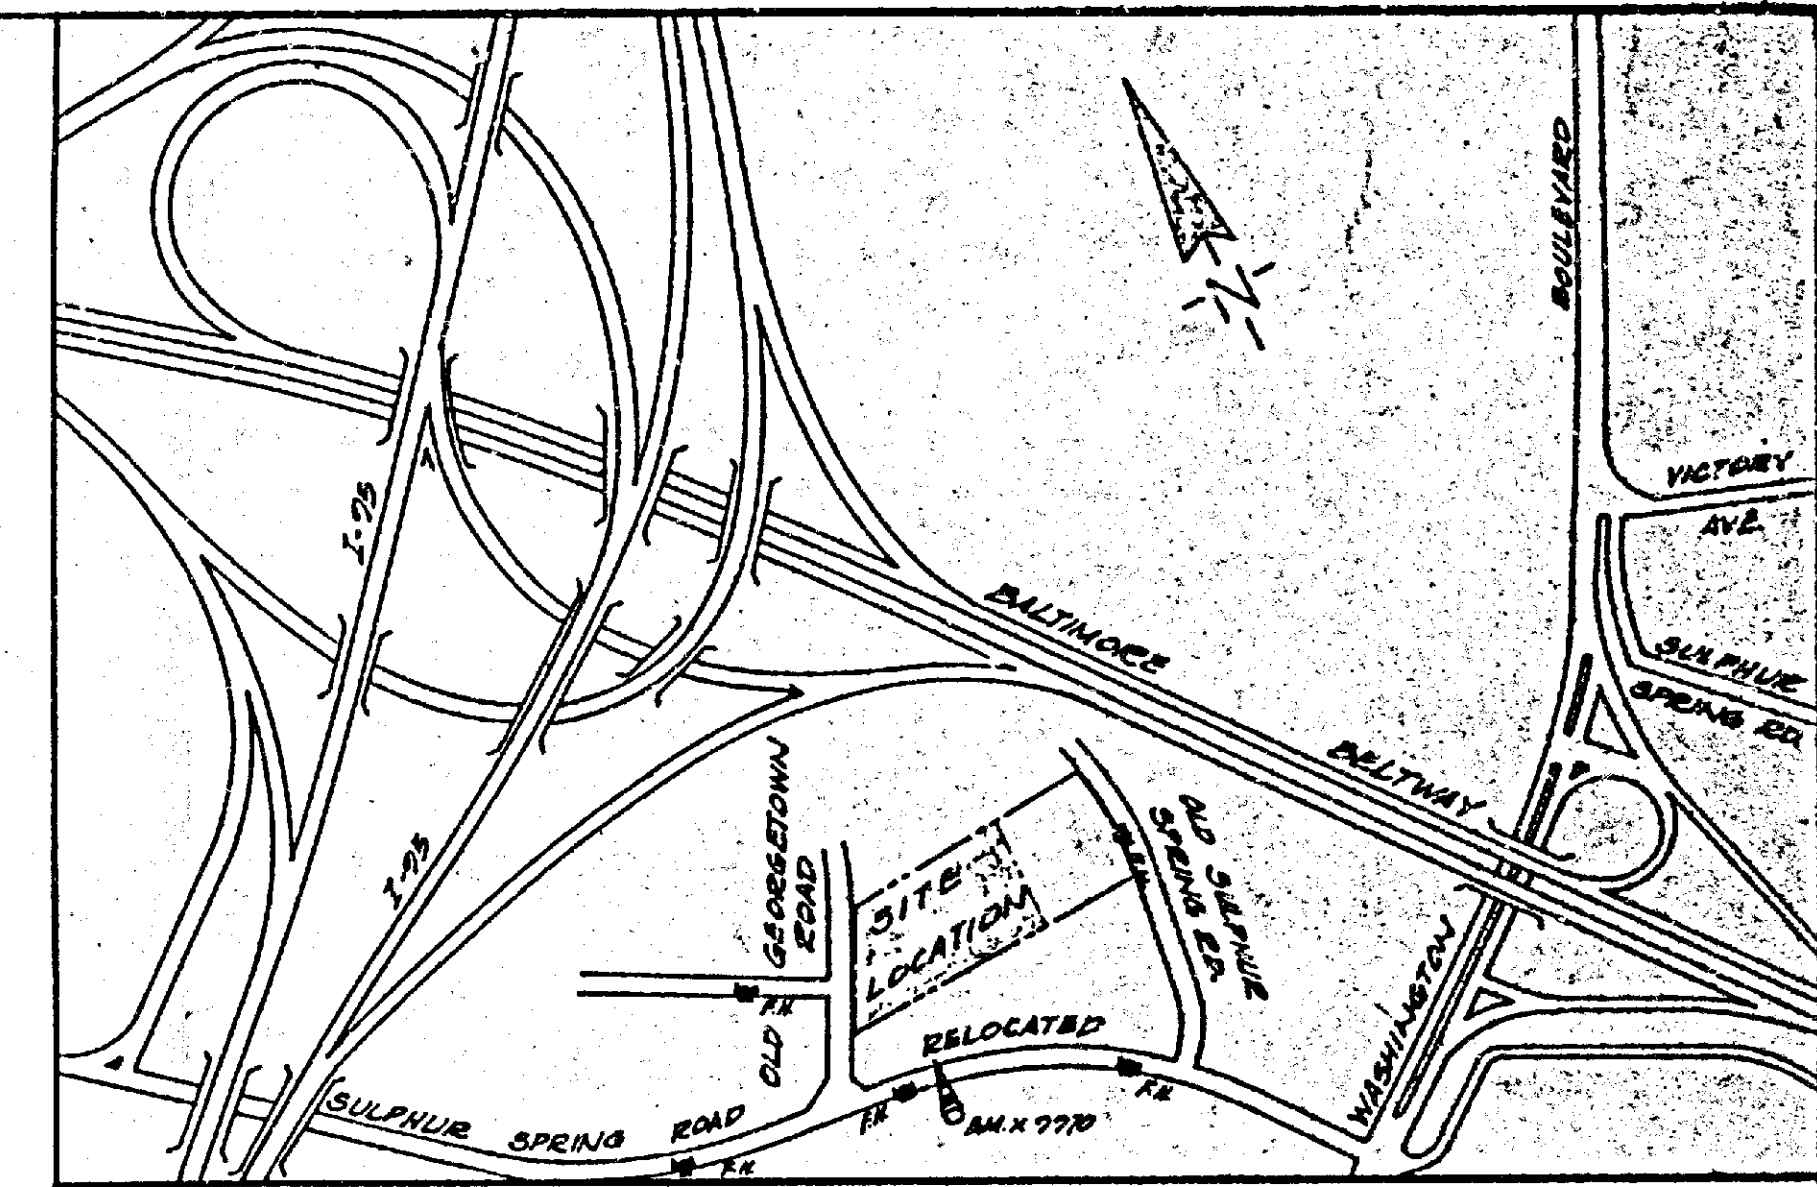 BOULEVARD
N
VICTORY
AVE.
I-95
BALTIMORE
SULPHUR
SPRING RD.
BELTWAY
OLD GEORGETOWN
ROAD
OLD SULPHUR
SPRING RD.
I-95
SITE
LOCATION
F.H.
WASHINGTON
RELOCATED
SULPHUR SPRING ROAD
F.H.
F.H.
F.H.
B.M. X 7770